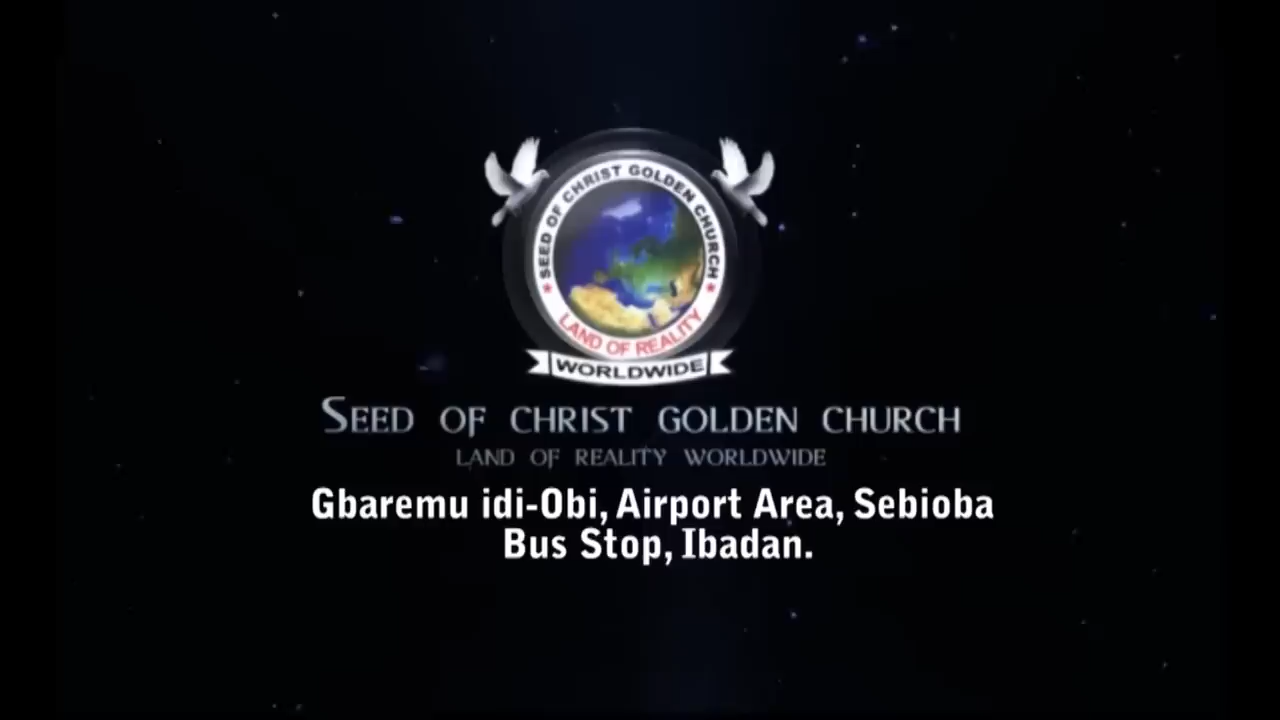 SEED OF CHRIST GOLDEN CHURCH
LAND OF REALITY
WORLDWIDE
SEED OF CHRIST GOLDEN CHURCH
LAND OF REALITY WORLDWIDE
Gbaremu idi-Obi, Airport Area, Sebioba
Bus Stop, Ibadan.